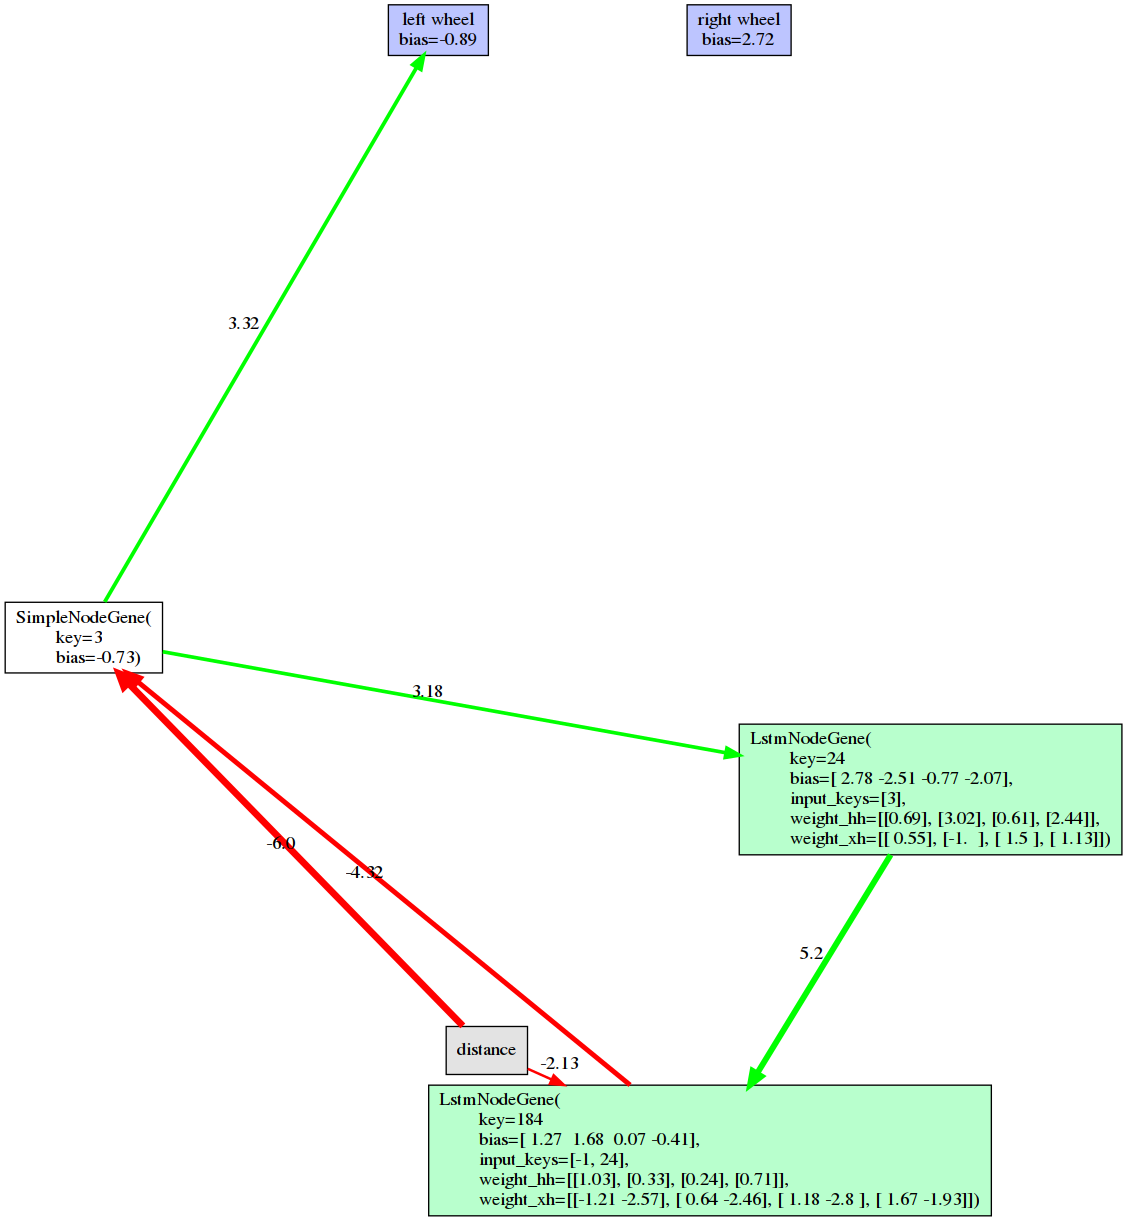 left wheel
bias=-0.89
right wheel
bias=2.72
3.32
SimpleNodeGene(
key=3
bias=-0.73)
3.18
LstmNodeGene(
key=24
bias=[ 2.78 -2.51 -0.77 -2.07],
input_keys=[3],
weight_hh=[[0.69], [3.02], [0.61], [2.44]],
weight_xh=[[ 0.55], [-1.  ], [ 1.5 ], [ 1.13]])
-6.0
-4.32
5.2
distance
-2.13
LstmNodeGene(
key=184
bias=[ 1.27  1.68  0.07 -0.41],
input_keys=[-1, 24],
weight_hh=[[1.03], [0.33], [0.24], [0.71]],
weight_xh=[[-1.21 -2.57], [ 0.64 -2.46], [ 1.18 -2.8 ], [ 1.67 -1.93]])